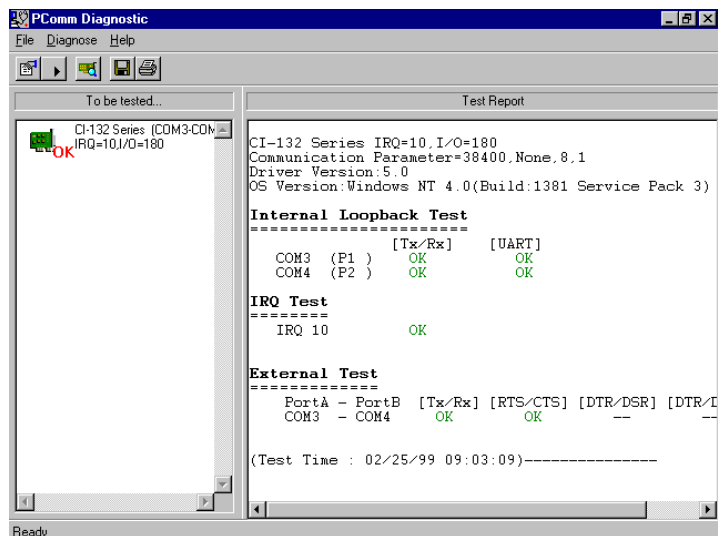 PComm Diagnostic
File Diagnose Help
To be tested...
Test Report
CI-132 Series (COM3-COM
IRQ=10,I/O=180
OK
CI-132 Series IRQ=10,I/O=180
Communication Parameter=38400,None,8,1
Driver Version:5.0
OS Version:Windows NT 4.0(Build:1381 Service Pack 3)
Internal Loopback Test
=======================
[Tx/Rx] [UART]
COM3 (P1 ) OK OK
COM4 (P2 ) OK OK
IRQ Test
========
IRQ 10 OK
External Test
=============
PortA - PortB [Tx/Rx] [RTS/CTS] [DTR/DSR] [DTR/D
COM3 - COM4 OK OK -- --
(Test Time : 02/25/99 09:03:09)---------------
Ready